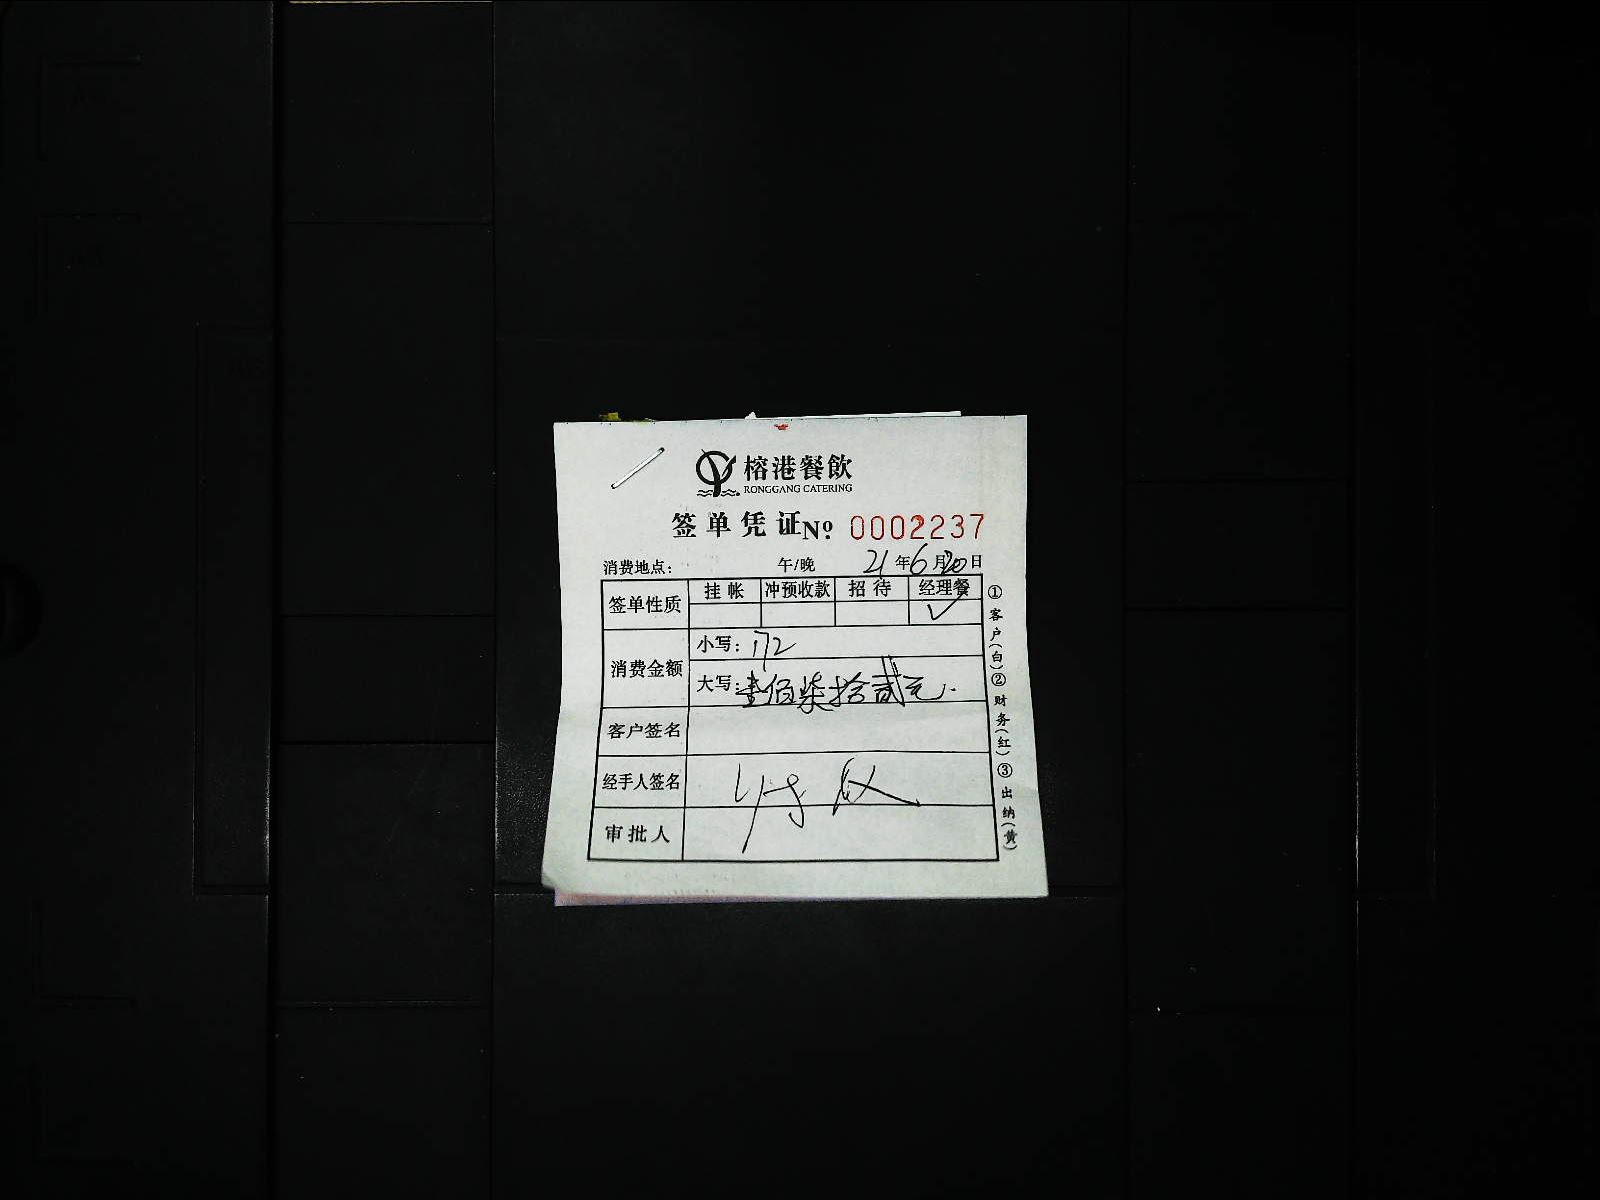 榕港餐飲
RONGGANG CATERING
签单凭证 №: 0002237
消费地点: 午/晚 21年6月20日
签单性质 挂帐 冲预收款 招待 经理餐
✓
消费金额 小写: 172
大写: 壹佰柒拾贰元.
客户签名
经手人签名
审批人
①客户(白)②财务(红)③出纳(黄)